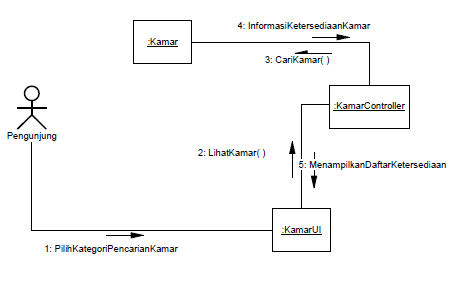 4: InformasiKetersediaanKamar
:Kamar
3: CariKamar( )
:KamarController
Pengunjung
2: LihatKamar( )
5: MenampilkanDaftarKetersediaan
:KamarUI
1: PilihKategoriPencarianKamar